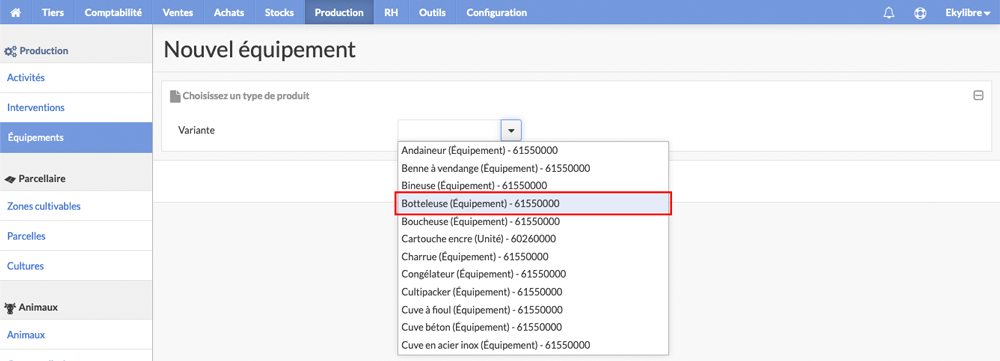 Tiers Comptabilité Ventes Achats Stocks Production RH Outils Configuration Ekylibre
Production
Activités
Interventions
Équipements
Parcellaire
Zones cultivables
Parcelles
Cultures
Animaux
Animaux
Nouvel équipement
Choisissez un type de produit
Variante
Andaineur (Équipement) - 61550000
Benne à vendange (Équipement) - 61550000
Bineuse (Équipement) - 61550000
Botteleuse (Équipement) - 61550000
Boucheuse (Équipement) - 61550000
Cartouche encre (Unité) - 60260000
Charrue (Équipement) - 61550000
Congélateur (Équipement) - 61550000
Cultipacker (Équipement) - 61550000
Cuve à fioul (Équipement) - 61550000
Cuve béton (Équipement) - 61550000
Cuve en acier inox (Équipement) - 61550000